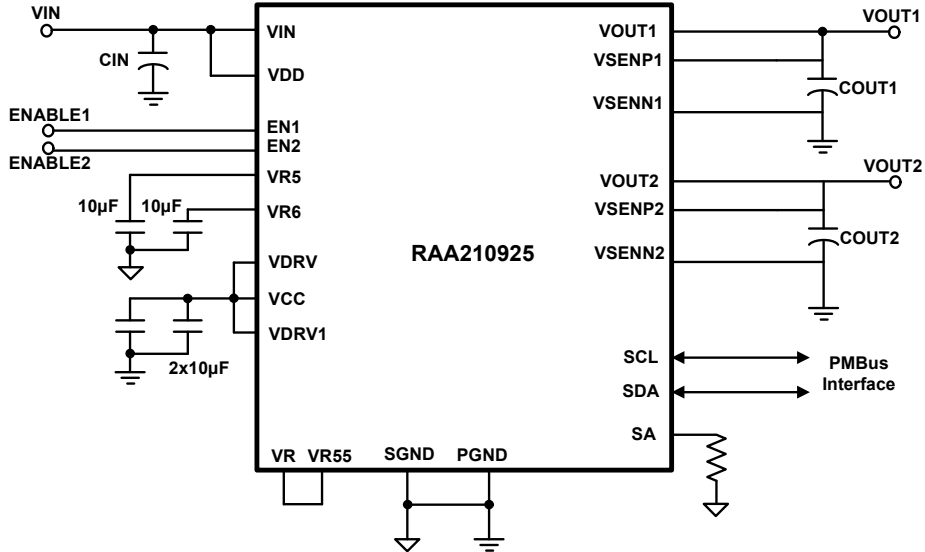 VIN
VIN
VOUT1
VOUT1
CIN
VSENP1
VDD
COUT1
VSENN1
ENABLE1
EN1
EN2
ENABLE2
VOUT2
VOUT2
VR5
10µF
10µF
VR6
VSENP2
COUT2
RAA210925
VSENN2
VDRV
VCC
VDRV1
2x10µF
SCL
PMBus
Interface
SDA
SA
VR
VR55
SGND
PGND